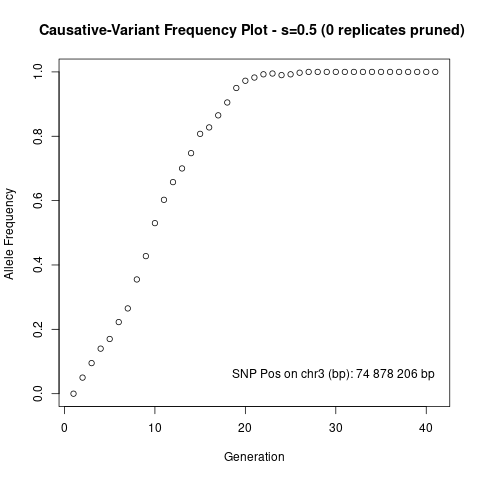 Causative-Variant Frequency Plot - s=0.5 (0 replicates pruned)
Allele Frequency
1.0
0.8
0.6
0.4
0.2
0.0
SNP Pos on chr3 (bp): 74 878 206 bp
0 10 20 30 40
Generation